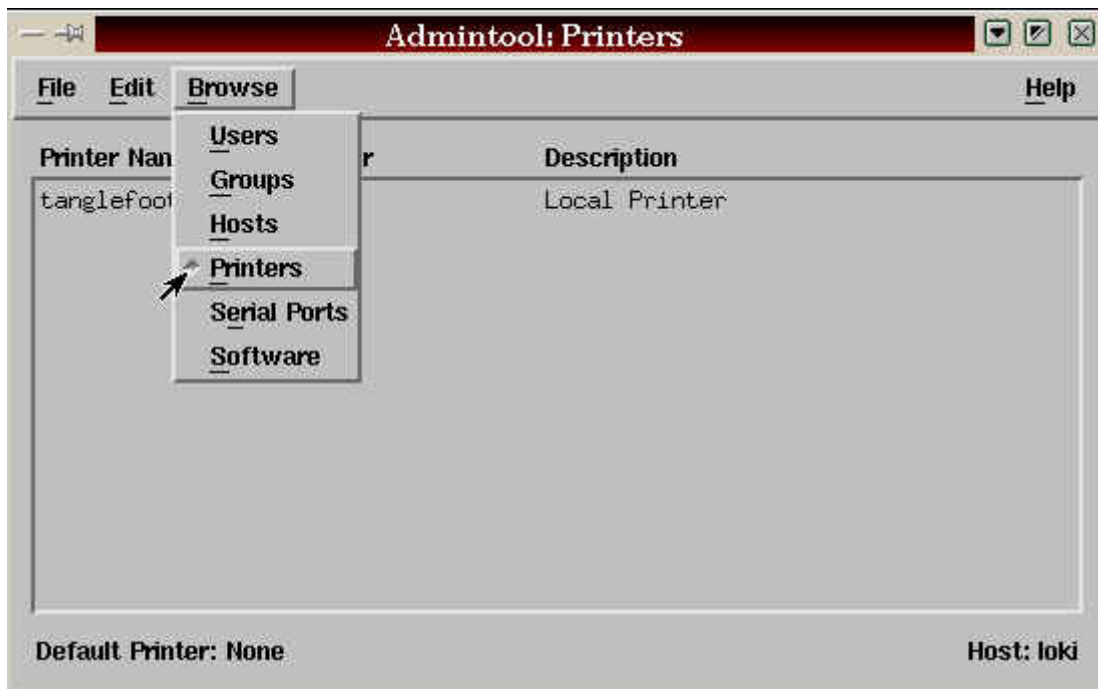 Admintool: Printers
File Edit Browse Help
Users
Groups
Hosts
Printers
Serial Ports
Software
Printer Nan r Description
tanglefoot Local Printer
Default Printer: None Host: loki